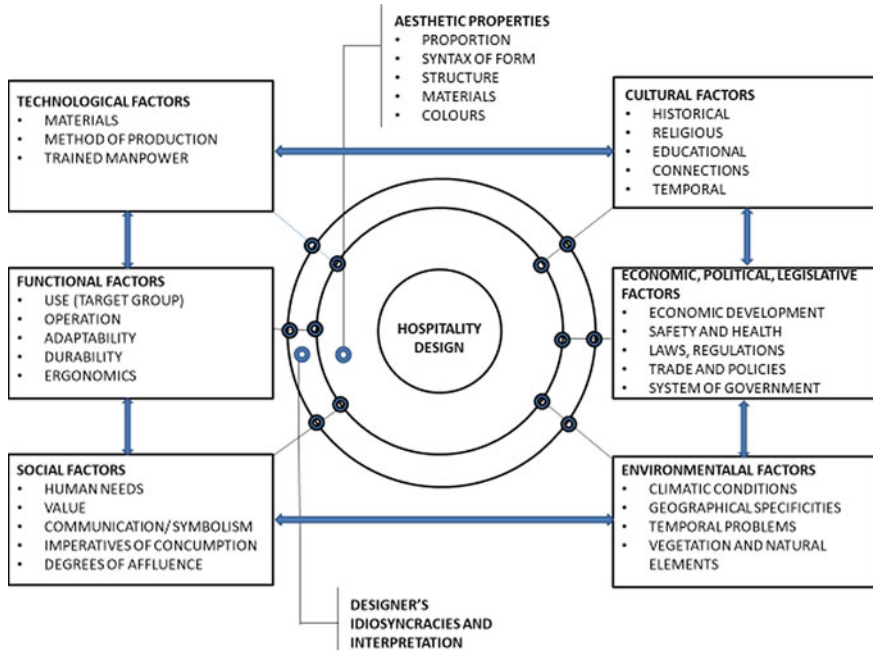 AESTHETIC PROPERTIES
• PROPORTION
• SYNTAX OF FORM
• STRUCTURE
• MATERIALS
• COLOURS
TECHNOLOGICAL FACTORS
• MATERIALS
• METHOD OF PRODUCTION
• TRAINED MANPOWER
CULTURAL FACTORS
• HISTORICAL
• RELIGIOUS
• EDUCATIONAL
• CONNECTIONS
• TEMPORAL
FUNCTIONAL FACTORS
• USE (TARGET GROUP)
• OPERATION
• ADAPTABILITY
• DURABILITY
• ERGONOMICS
HOSPITALITY
DESIGN
ECONOMIC, POLITICAL, LEGISLATIVE
FACTORS
• ECONOMIC DEVELOPMENT
• SAFETY AND HEALTH
• LAWS, REGULATIONS
• TRADE AND POLICIES
• SYSTEM OF GOVERNMENT
SOCIAL FACTORS
• HUMAN NEEDS
• VALUE
• COMMUNICATION/ SYMBOLISM
• IMPERATIVES OF CONCUMPTION
• DEGREES OF AFFLUENCE
ENVIRONMENTALAL FACTORS
• CLIMATIC CONDITIONS
• GEOGRAPHICAL SPECIFICITIES
• TEMPORAL PROBLEMS
• VEGETATION AND NATURAL
ELEMENTS
DESIGNER'S
IDIOSYNCRACIES AND
INTERPRETATION